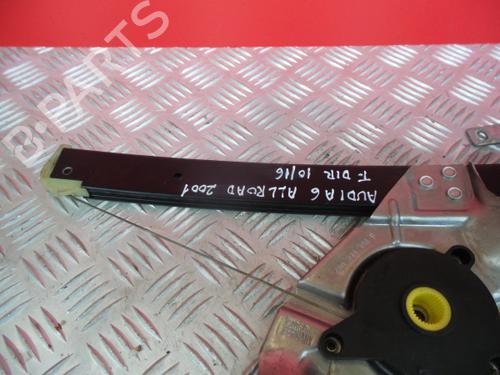 B-PARTS
AUDI A6 ALLROAD 2001
T-DIR 10/16